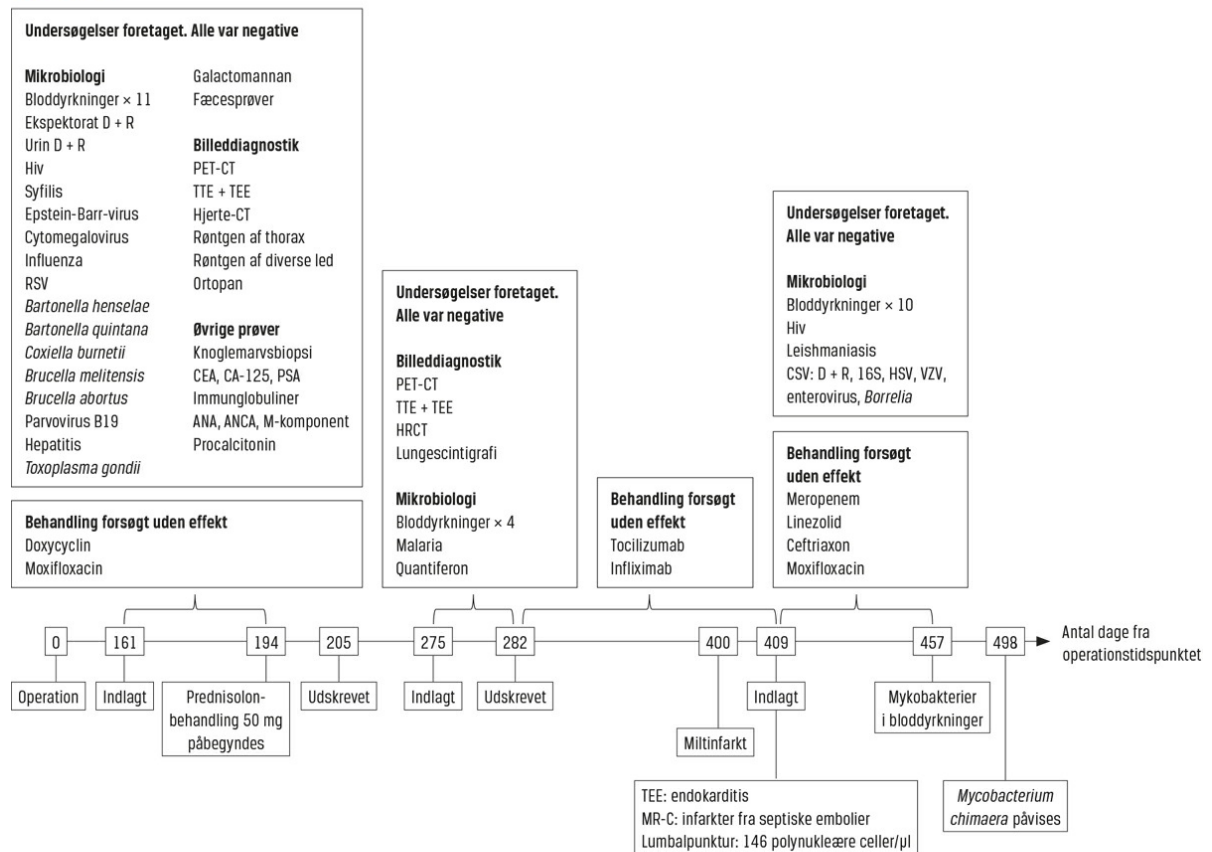 Undersøgelser foretaget. Alle var negative
Mikrobiologi
Bloddyrkninger × 11
Ekspektorat D + R
Urin D + R
Hiv
Syfilis
Epstein-Barr-virus
Cytomegalovirus
Influenza
RSV
Bartonella henselae
Bartonella quintana
Coxiella burnetii
Brucella melitensis
Brucella abortus
Parvovirus B19
Hepatitis
Toxoplasma gondii
Galactomannan
Fæcesprøver
Billeddiagnostik
PET-CT
TTE + TEE
Hjerte-CT
Røntgen af thorax
Røntgen af diverse led
Ortopan
Øvrige prøver
Knoglemarvsbiopsi
CEA, CA-125, PSA
Immunglobuliner
ANA, ANCA, M-komponent
Procalcitonin
Behandling forsøgt uden effekt
Doxycyclin
Moxifloxacin
Undersøgelser foretaget.
Alle var negative
Billeddiagnostik
PET-CT
TTE + TEE
HRCT
Lungescintigrafi
Mikrobiologi
Bloddyrkninger × 4
Malaria
Quantiferon
Behandling forsøgt
uden effekt
Tocilizumab
Infliximab
Undersøgelser foretaget.
Alle var negative
Mikrobiologi
Bloddyrkninger × 10
Hiv
Leishmaniasis
CSV: D + R, 16S, HSV, VZV,
enterovirus, Borrelia
Behandling forsøgt
uden effekt
Meropenem
Linezolid
Ceftriaxon
Moxifloxacin
0
161
194
205
275
282
400
409
457
498
Antal dage fra
operationstidspunktet
Operation
Indlagt
Prednisolon-
behandling 50 mg
påbegyndes
Udskrevet
Indlagt
Udskrevet
Miltinfarkt
Indlagt
Mykobakterier
i bloddyrkninger
TEE: endokarditis
MR-C: infarkter fra septiske embolier
Lumbalpunktur: 146 polynukleære celler/µl
Mycobacterium
chimaera påvises